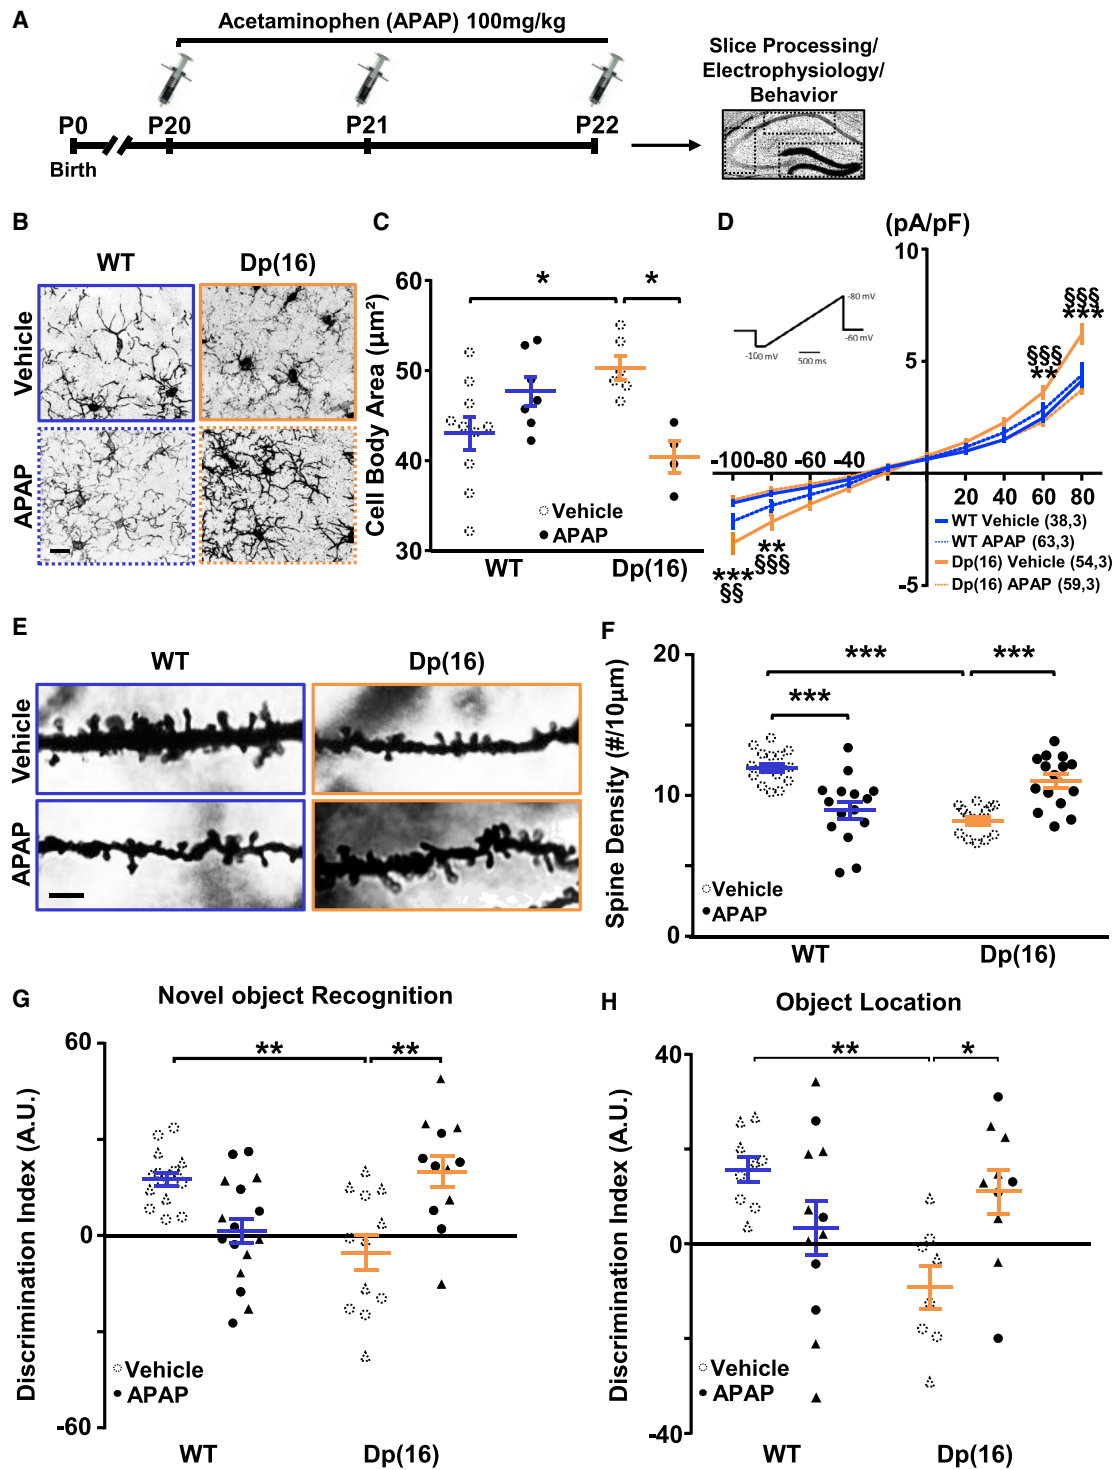 A
Acetaminophen (APAP) 100mg/kg
P0
P20
P21
P22
Birth
Slice Processing/
Electrophysiology/
Behavior
B
WT
Dp(16)
Vehicle
APAP
C
Cell Body Area (µm²)
60
50
40
30
*
*
Vehicle
APAP
WT
Dp(16)
D
(pA/pF)
10
5
-5
-100 -80 -60 -40
20 40 60 80
-80 mV
-60 mV
-100 mV
500 ms
§§§
***
§§§
**
**
§§§
***
§§
WT Vehicle (38,3)
WT APAP (63,3)
Dp(16) Vehicle (54,3)
Dp(16) APAP (59,3)
E
WT
Dp(16)
Vehicle
APAP
F
Spine Density (#/10µm)
20
10
0
***
***
***
Vehicle
APAP
WT
Dp(16)
G
Novel object Recognition
Discrimination Index (A.U.)
60
0
-60
**
**
Vehicle
APAP
WT
Dp(16)
H
Object Location
Discrimination Index (A.U.)
40
0
-40
**
*
Vehicle
APAP
WT
Dp(16)